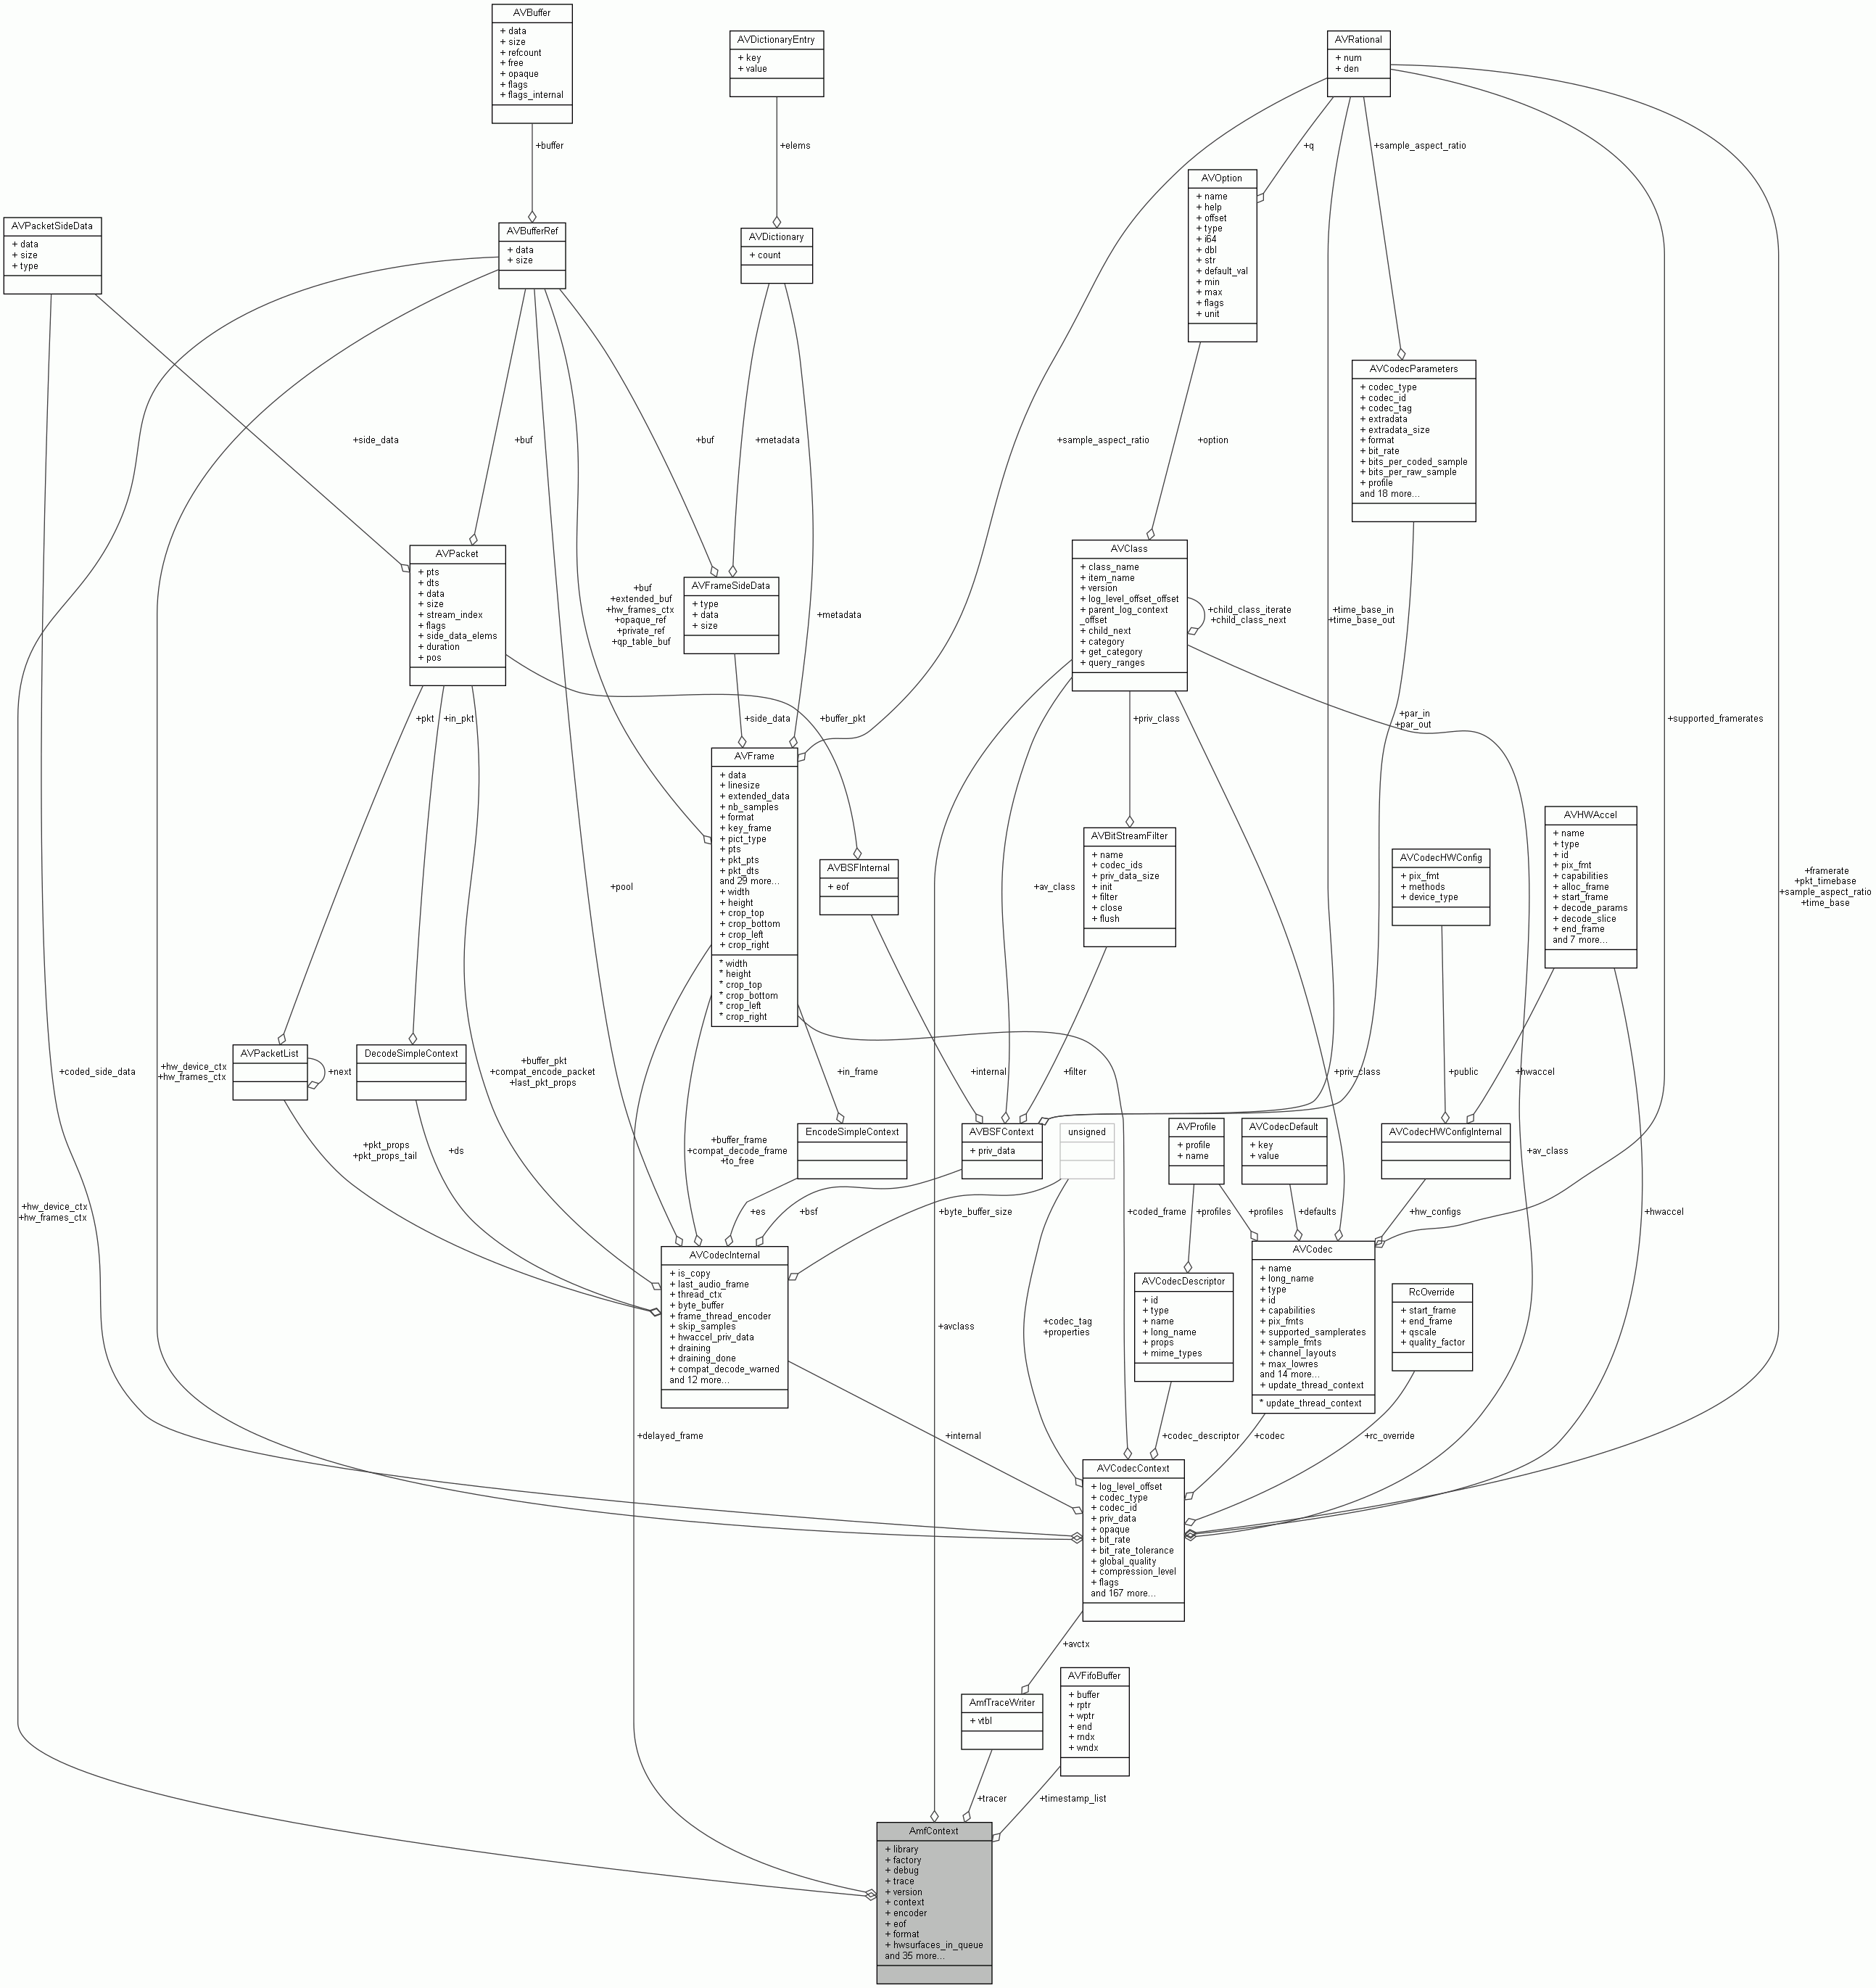 AVBuffer
+ data
+ size
+ refcount
+ free
+ opaque
+ flags
+ flags_internal
AVDictionaryEntry
+ key
+ value
AVRational
+ num
+ den
+buffer
+elems
+q
+sample_aspect_ratio
AVOption
+ name
+ help
+ offset
+ type
+ i64
+ dbl
+ str
+ default_val
+ min
+ max
+ flags
+ unit
AVPacketSideData
+ data
+ size
+ type
AVBufferRef
+ data
+ size
AVDictionary
+ count
AVCodecParameters
+ codec_type
+ codec_id
+ codec_tag
+ extradata
+ extradata_size
+ format
+ bit_rate
+ bits_per_coded_sample
+ bits_per_raw_sample
+ profile
and 18 more...
+side_data
+buf
+buf
+metadata
+sample_aspect_ratio
+option
AVPacket
+ pts
+ dts
+ data
+ size
+ stream_index
+ flags
+ side_data_elems
+ duration
+ pos
+buf
+extended_buf
+hw_frames_ctx
+opaque_ref
+private_ref
+qp_table_buf
AVFrameSideData
+ type
+ data
+ size
+metadata
AVClass
+ class_name
+ item_name
+ version
+ log_level_offset_offset
+ parent_log_context
_offset
+ child_next
+ category
+ get_category
+ query_ranges
+child_class_iterate
+child_class_next
+time_base_in
+time_base_out
+pkt
+in_pkt
+side_data
+buffer_pkt
+priv_class
+par_in
+par_out
+supported_framerates
AVFrame
+ data
+ linesize
+ extended_data
+ nb_samples
+ format
+ key_frame
+ pict_type
+ pts
+ pkt_pts
+ pkt_dts
and 29 more...
+ width
+ height
+ crop_top
+ crop_bottom
+ crop_left
+ crop_right
* width
* height
* crop_top
* crop_bottom
* crop_left
* crop_right
+pool
AVBSFInternal
+ eof
+av_class
AVBitStreamFilter
+ name
+ codec_ids
+ priv_data_size
+ init
+ filter
+ close
+ flush
AVCodecHWConfig
+ pix_fmt
+ methods
+ device_type
AVHWAccel
+ name
+ type
+ id
+ pix_fmt
+ capabilities
+ alloc_frame
+ start_frame
+ decode_params
+ decode_slice
+ end_frame
and 7 more...
+framerate
+pkt_timebase
+sample_aspect_ratio
+time_base
+coded_side_data
+hw_device_ctx
+hw_frames_ctx
AVPacketList
+next
DecodeSimpleContext
+buffer_pkt
+compat_encode_packet
+last_pkt_props
+in_frame
+internal
+filter
+priv_class
+public
+hwaccel
+pkt_props
+pkt_props_tail
+ds
+buffer_frame
+compat_decode_frame
+to_free
EncodeSimpleContext
AVBSFContext
+ priv_data
unsigned
AVProfile
+ profile
+ name
AVCodecDefault
+ key
+ value
AVCodecHWConfigInternal
+av_class
+hw_device_ctx
+hw_frames_ctx
+es
+bsf
+byte_buffer_size
+coded_frame
+profiles
+profiles
+defaults
+hw_configs
+hwaccel
AVCodecInternal
+ is_copy
+ last_audio_frame
+ thread_ctx
+ byte_buffer
+ frame_thread_encoder
+ skip_samples
+ hwaccel_priv_data
+ draining
+ draining_done
+ compat_decode_warned
and 12 more...
+avclass
+codec_tag
+properties
AVCodecDescriptor
+ id
+ type
+ name
+ long_name
+ props
+ mime_types
AVCodec
+ name
+ long_name
+ type
+ id
+ capabilities
+ pix_fmts
+ supported_samplerates
+ sample_fmts
+ channel_layouts
+ max_lowres
and 14 more...
+ update_thread_context
* update_thread_context
RcOverride
+ start_frame
+ end_frame
+ qscale
+ quality_factor
+delayed_frame
+internal
+codec_descriptor
+codec
+rc_override
AVCodecContext
+ log_level_offset
+ codec_type
+ codec_id
+ priv_data
+ opaque
+ bit_rate
+ bit_rate_tolerance
+ global_quality
+ compression_level
+ flags
and 167 more...
+avctx
AmfTraceWriter
+ vtbl
AVFifoBuffer
+ buffer
+ rptr
+ wptr
+ end
+ rndx
+ wndx
+tracer
+timestamp_list
AmfContext
+ library
+ factory
+ debug
+ trace
+ version
+ context
+ encoder
+ eof
+ format
+ hwsurfaces_in_queue
and 35 more...